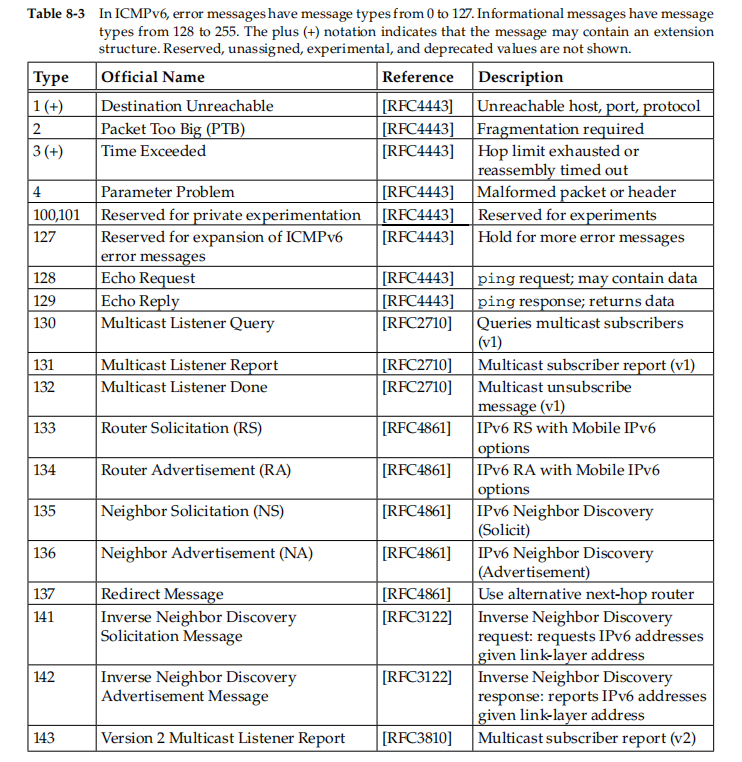 Table 8-3 In ICMPv6, error messages have message types from 0 to 127. Informational messages have message
types from 128 to 255. The plus (+) notation indicates that the message may contain an extension
structure. Reserved, unassigned, experimental, and deprecated values are not shown.
Type Official Name Reference Description
1 (+) Destination Unreachable [RFC4443] Unreachable host, port, protocol
2 Packet Too Big (PTB) [RFC4443] Fragmentation required
3 (+) Time Exceeded [RFC4443] Hop limit exhausted or
reassembly timed out
4 Parameter Problem [RFC4443] Malformed packet or header
100,101 Reserved for private experimentation [RFC4443] Reserved for experiments
127 Reserved for expansion of ICMPv6 [RFC4443] Hold for more error messages
error messages
128 Echo Request [RFC4443] ping request; may contain data
129 Echo Reply [RFC4443] ping response; returns data
130 Multicast Listener Query [RFC2710] Queries multicast subscribers
(v1)
131 Multicast Listener Report [RFC2710] Multicast subscriber report (v1)
132 Multicast Listener Done [RFC2710] Multicast unsubscribe
message (v1)
133 Router Solicitation (RS) [RFC4861] IPv6 RS with Mobile IPv6
options
134 Router Advertisement (RA) [RFC4861] IPv6 RA with Mobile IPv6
options
135 Neighbor Solicitation (NS) [RFC4861] IPv6 Neighbor Discovery
(Solicit)
136 Neighbor Advertisement (NA) [RFC4861] IPv6 Neighbor Discovery
(Advertisement)
137 Redirect Message [RFC4861] Use alternative next-hop router
141 Inverse Neighbor Discovery [RFC3122] Inverse Neighbor Discovery
Solicitation Message request: requests IPv6 addresses
given link-layer address
142 Inverse Neighbor Discovery [RFC3122] Inverse Neighbor Discovery
Advertisement Message response: reports IPv6 addresses
given link-layer address
143 Version 2 Multicast Listener Report [RFC3810] Multicast subscriber report (v2)